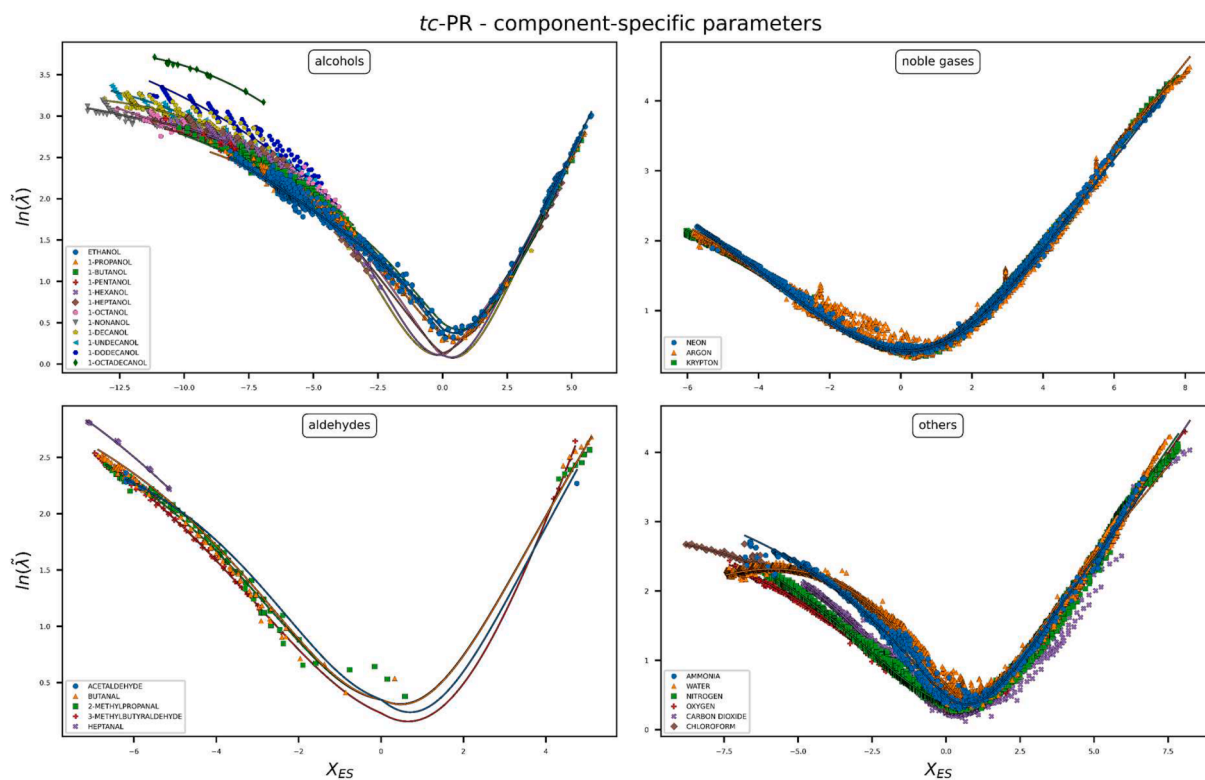 tc-PR - component-specific parameters
alcohols
ln(λ̃)
3.5
3.0
2.5
2.0
1.5
1.0
0.5
0.0
ETHANOL
1-PROPANOL
1-BUTANOL
1-PENTANOL
1-HEXANOL
1-HEPTANOL
1-OCTANOL
1-NONANOL
1-DECANOL
1-UNDECANOL
1-DODECANOL
1-OCTADECANOL
−12.5 −10.0 −7.5 −5.0 −2.5 0.0 2.5 5.0
noble gases
4
3
2
1
NEON
ARGON
KRYPTON
−6 −4 −2 0 2 4 6 8
aldehydes
ln(λ̃)
2.5
2.0
1.5
1.0
0.5
ACETALDEHYDE
BUTANAL
2-METHYLPROPANAL
3-METHYLBUTYRALDEHYDE
HEPTANAL
−6 −4 −2 0 2 4
X_ES
others
4
3
2
1
0
AMMONIA
WATER
NITROGEN
OXYGEN
CARBON DIOXIDE
CHLOROFORM
−7.5 −5.0 −2.5 0.0 2.5 5.0 7.5
X_ES